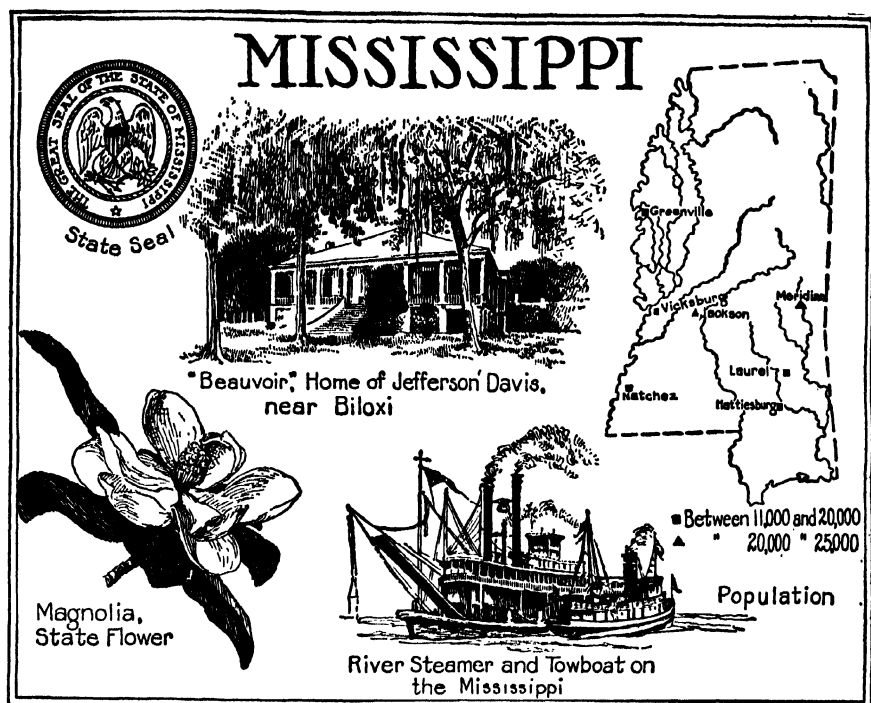 MISSISSIPPI
THE GREAT SEAL OF THE STATE OF MISSISSIPPI
State Seal
"Beauvoir," Home of Jefferson Davis,
near Biloxi
Greenville
Vicksburg
Jackson
Meridian
Laurel
Natchez
Hattiesburg
Between 11,000 and 20,000
" 20,000 " 25,000
Population
Magnolia,
State Flower
River Steamer and Towboat on
the Mississippi